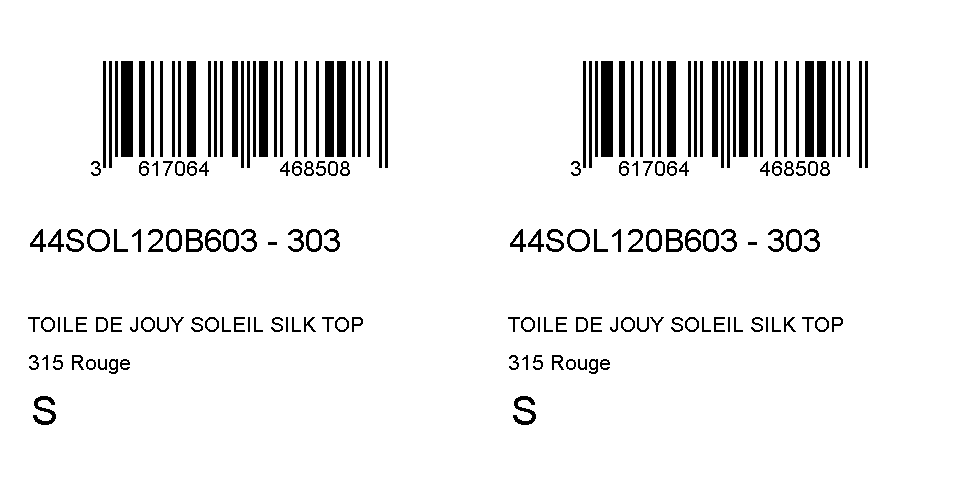 3 617064 468508
44SOL120B603 - 303
TOILE DE JOUY SOLEIL SILK TOP
315 Rouge
S
3 617064 468508
44SOL120B603 - 303
TOILE DE JOUY SOLEIL SILK TOP
315 Rouge
S